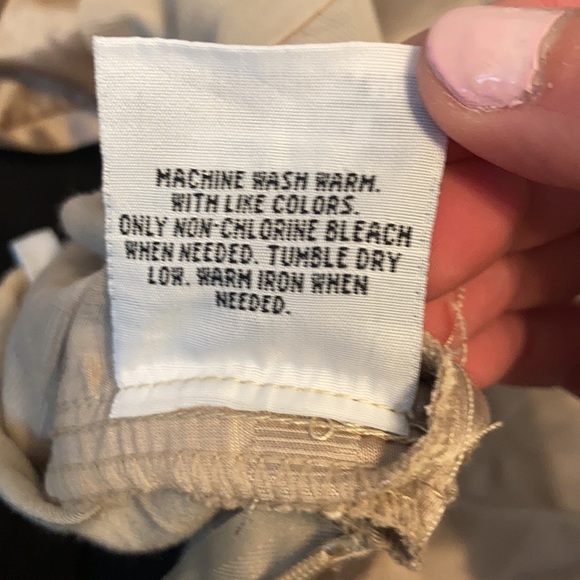 MACHINE WASH WARM.
WITH LIKE COLORS.
ONLY NON-CHLORINE BLEACH
WHEN NEEDED. TUMBLE DRY
LOW. WARM IRON WHEN
NEEDED.